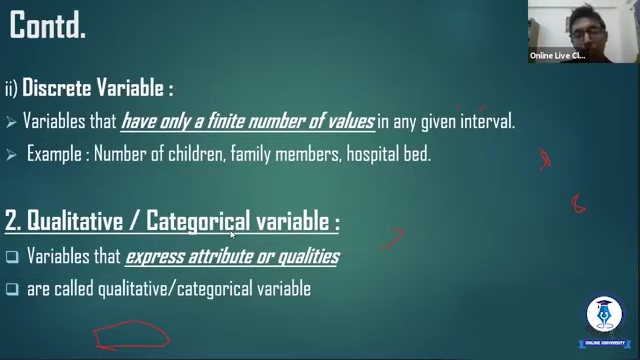 Contd.
Online Live Cl...
ii) Discrete Variable :
Variables that have only a finite number of values in any given interval.
Example : Number of children, family members, hospital bed.
2. Qualitative / Categorical variable :
Variables that express attribute or qualities
are called qualitative/categorical variable
ONLINE UNIVERSITY